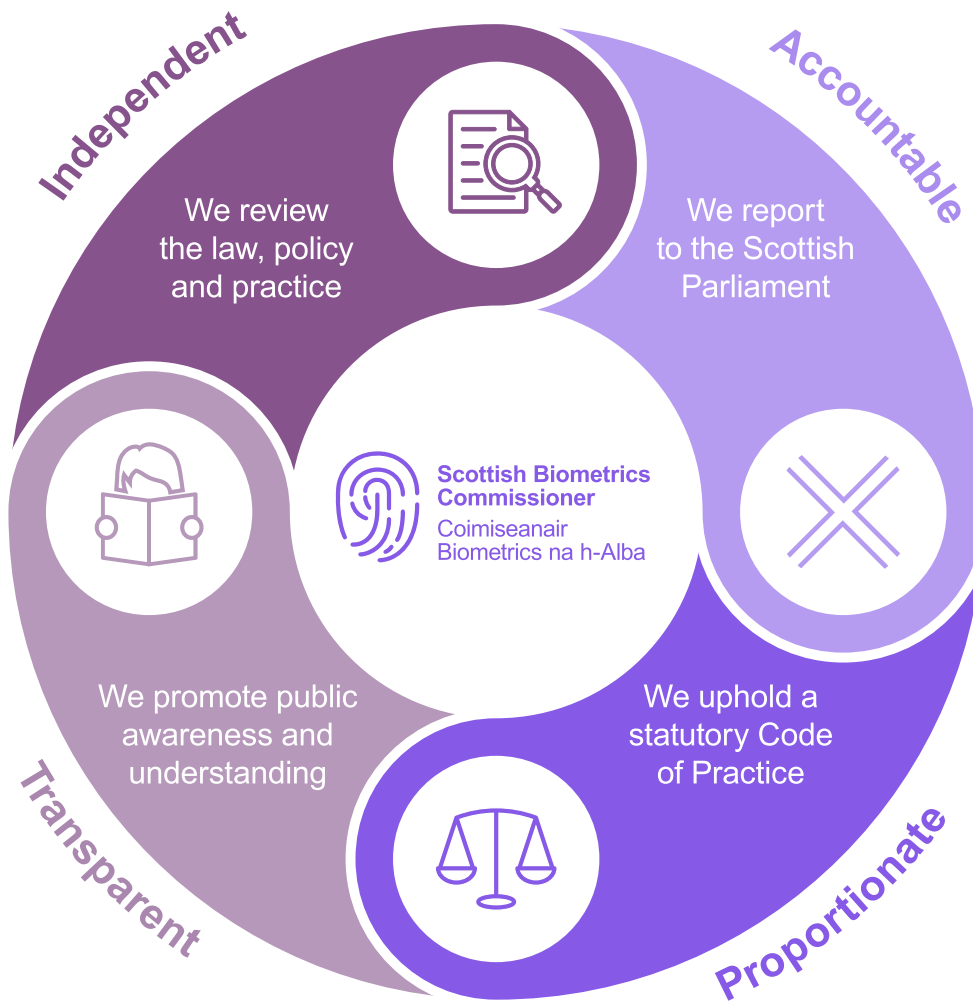 Independent
We review
the law, policy
and practice
Accountable
We report
to the Scottish
Parliament
Scottish Biometrics
Commissioner
Coimiseanair
Biometrics na h-Alba
Transparent
We promote public
awareness and
understanding
Proportionate
We uphold a
statutory Code
of Practice